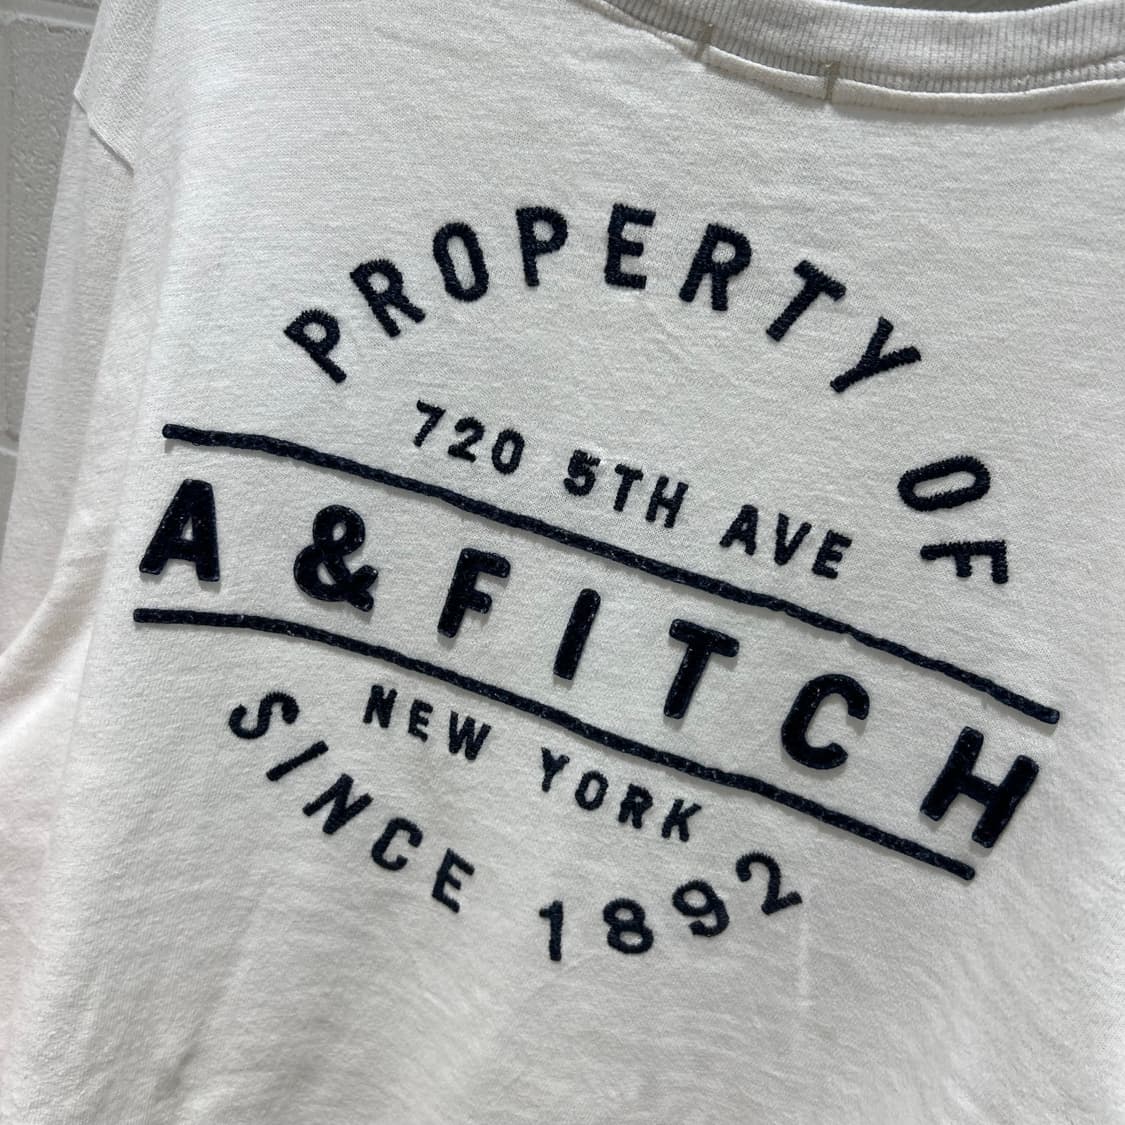 PROPERTY OF
720 5TH AVE
A & FITCH
NEW YORK
SINCE 1892